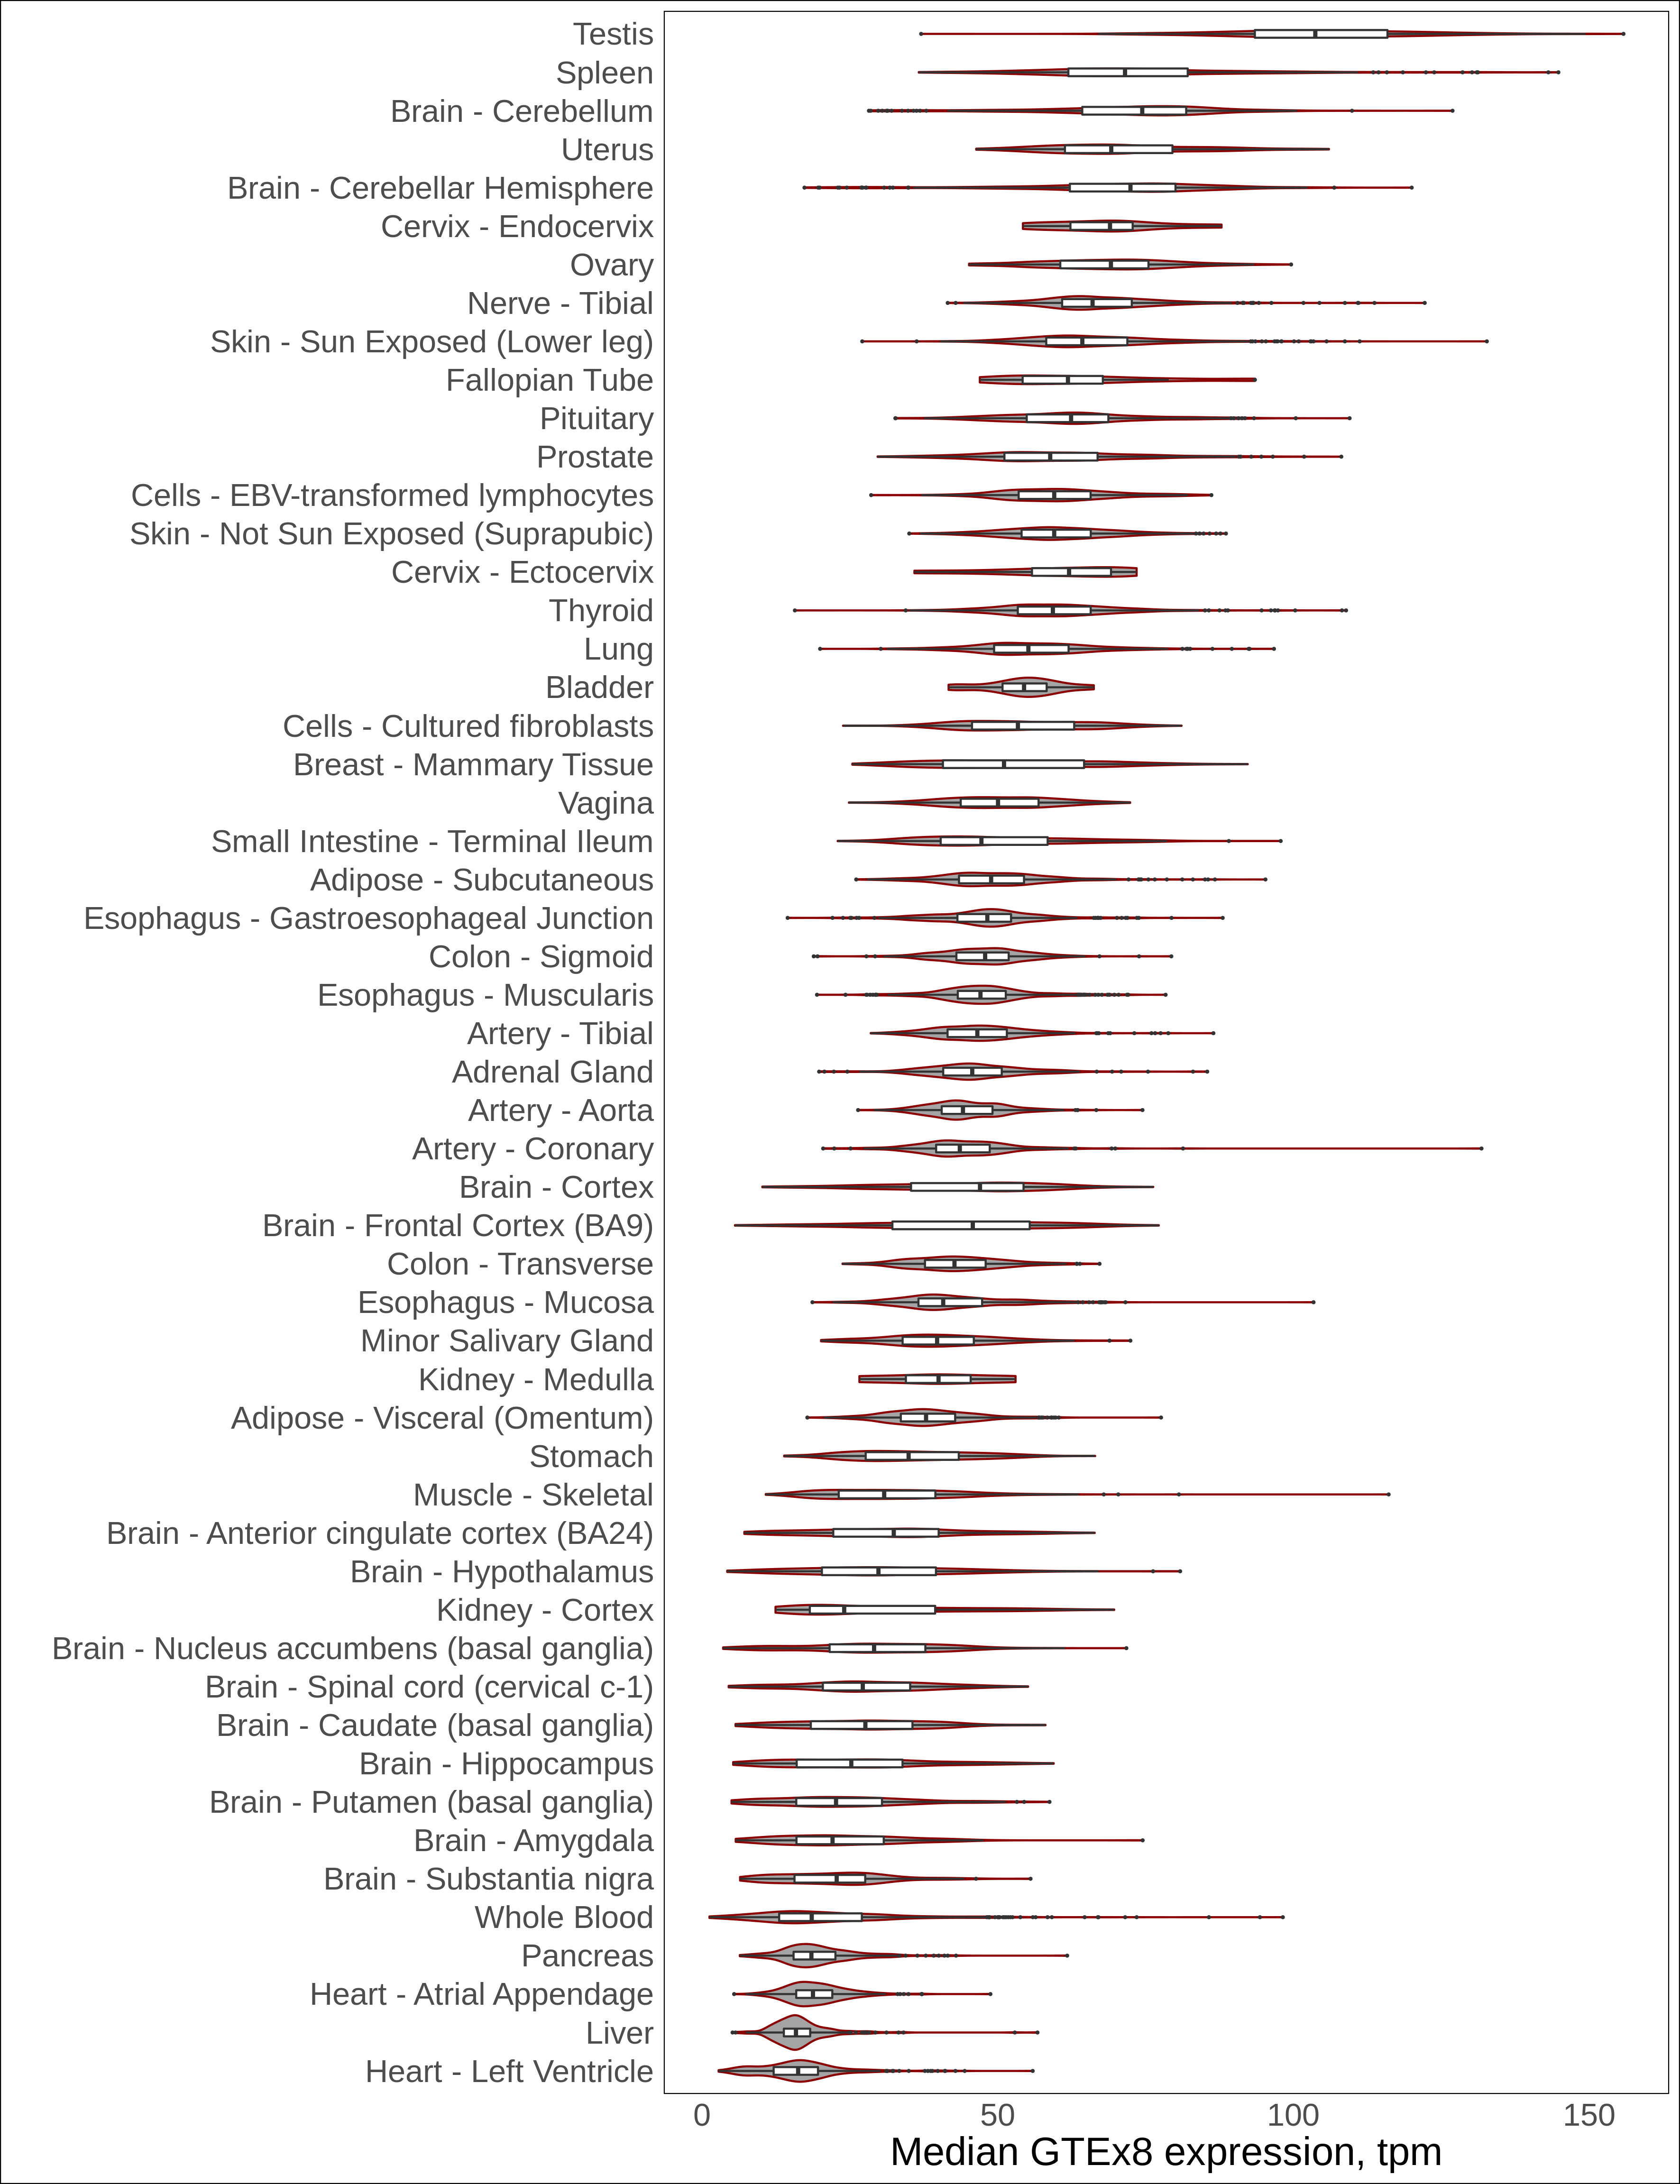 Testis
Spleen
Brain - Cerebellum
Uterus
Brain - Cerebellar Hemisphere
Cervix - Endocervix
Ovary
Nerve - Tibial
Skin - Sun Exposed (Lower leg)
Fallopian Tube
Pituitary
Prostate
Cells - EBV-transformed lymphocytes
Skin - Not Sun Exposed (Suprapubic)
Cervix - Ectocervix
Thyroid
Lung
Bladder
Cells - Cultured fibroblasts
Breast - Mammary Tissue
Vagina
Small Intestine - Terminal Ileum
Adipose - Subcutaneous
Esophagus - Gastroesophageal Junction
Colon - Sigmoid
Esophagus - Muscularis
Artery - Tibial
Adrenal Gland
Artery - Aorta
Artery - Coronary
Brain - Cortex
Brain - Frontal Cortex (BA9)
Colon - Transverse
Esophagus - Mucosa
Minor Salivary Gland
Kidney - Medulla
Adipose - Visceral (Omentum)
Stomach
Muscle - Skeletal
Brain - Anterior cingulate cortex (BA24)
Brain - Hypothalamus
Kidney - Cortex
Brain - Nucleus accumbens (basal ganglia)
Brain - Spinal cord (cervical c-1)
Brain - Caudate (basal ganglia)
Brain - Hippocampus
Brain - Putamen (basal ganglia)
Brain - Amygdala
Brain - Substantia nigra
Whole Blood
Pancreas
Heart - Atrial Appendage
Liver
Heart - Left Ventricle
0 50 100 150
Median GTEx8 expression, tpm